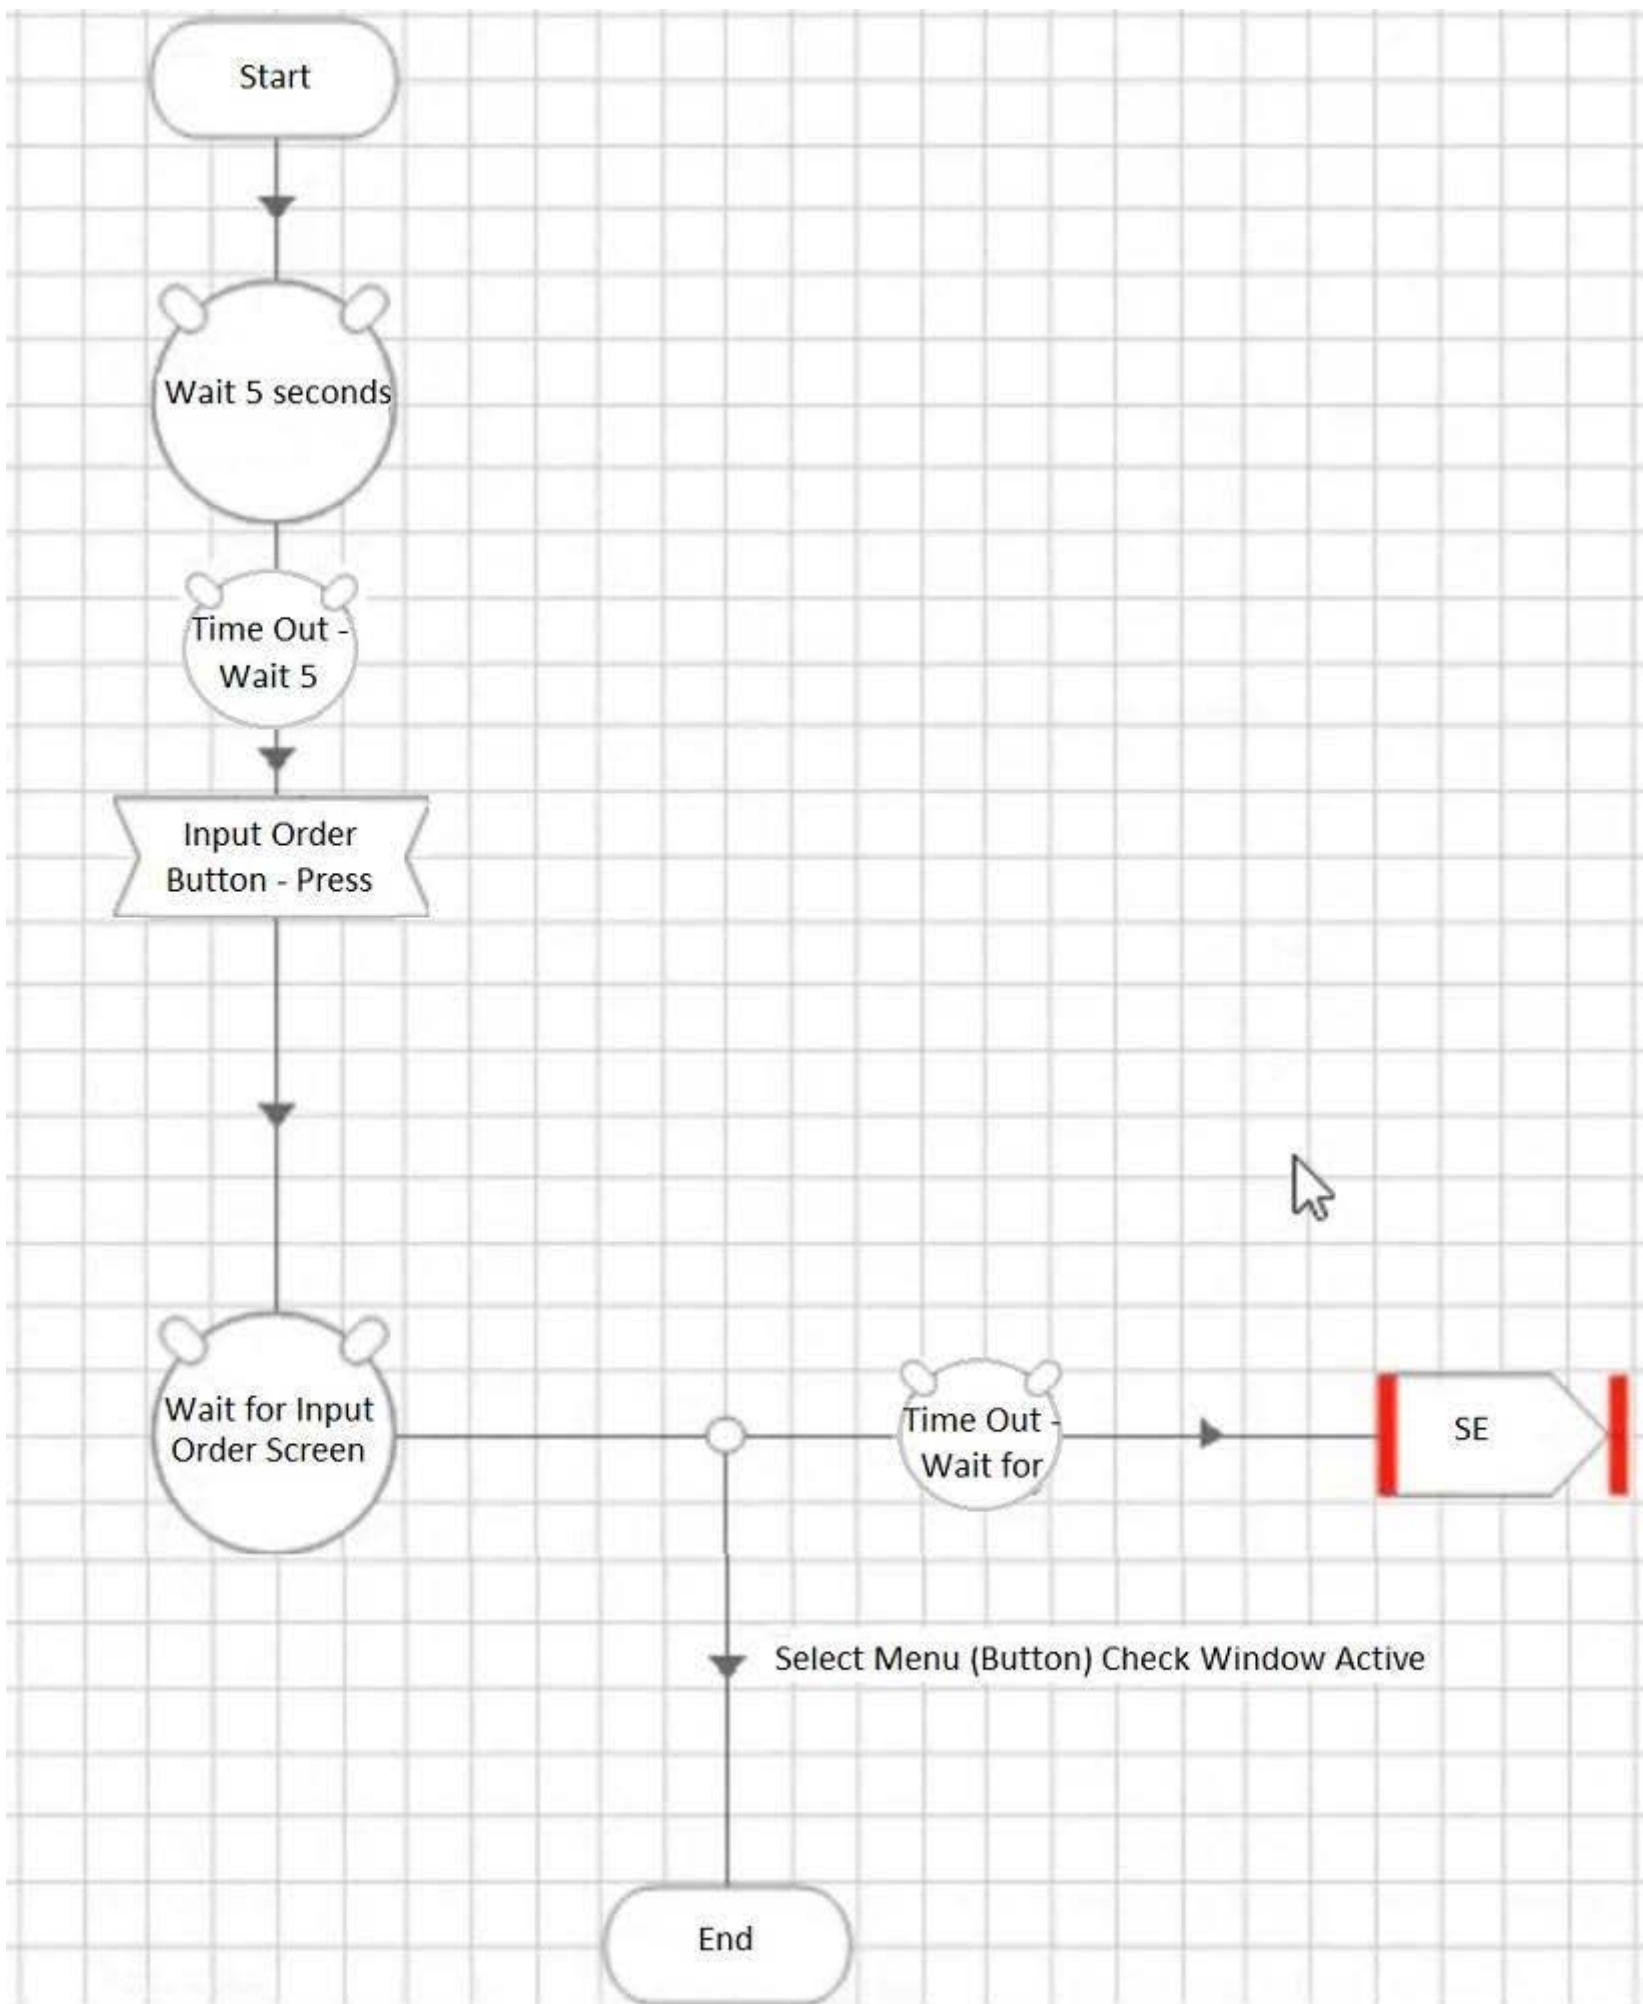 Start
Wait 5 seconds
Time Out -
Wait 5
Input Order
Button - Press
Wait for Input
Order Screen
Time Out -
Wait for
SE
Select Menu (Button) Check Window Active
End